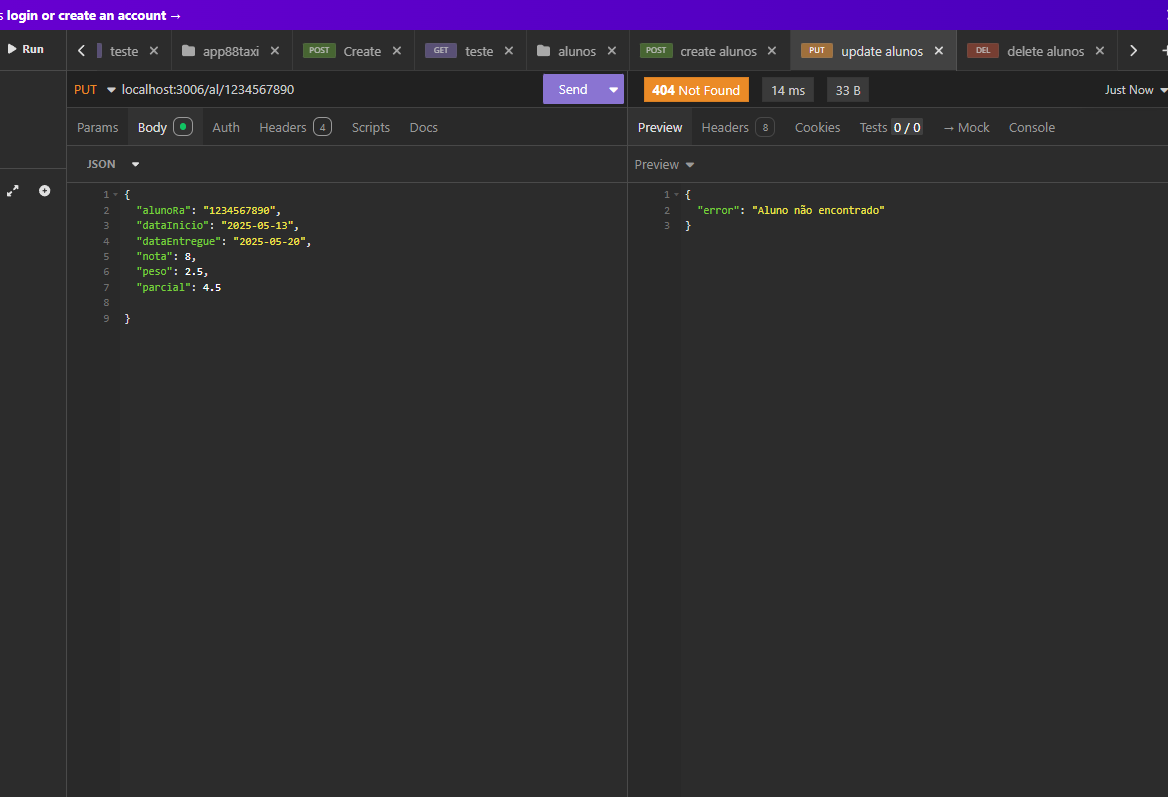 s login or create an account →
Run
teste
app88taxi
POST Create
GET teste
alunos
POST create alunos
PUT update alunos
DEL delete alunos
PUT localhost:3006/al/1234567890
Send
404 Not Found
14 ms
33 B
Just Now
Params
Body
Auth
Headers 4
Scripts
Docs
Preview
Headers 8
Cookies
Tests 0 / 0
→ Mock
Console
JSON
Preview
1 {
2 "alunoRa": "1234567890",
3 "dataInicio": "2025-05-13",
4 "dataEntregue": "2025-05-20",
5 "nota": 8,
6 "peso": 2.5,
7 "parcial": 4.5
8
9 }
1 {
2 "error": "Aluno não encontrado"
3 }